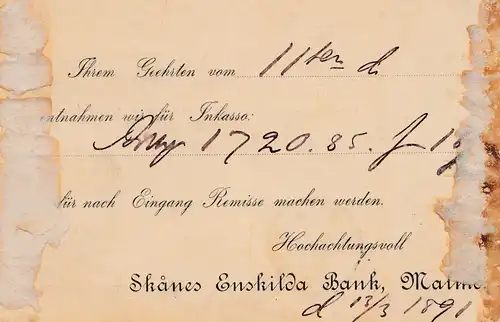 Ihrem Geehrten vom 11ten d.
entnahmen wir für Inkasso:
1720.85.
für nach Eingang Remisse machen werden.
Hochachtungsvoll
Skånes Enskilda Bank, Malmö.
d 13/3 1891